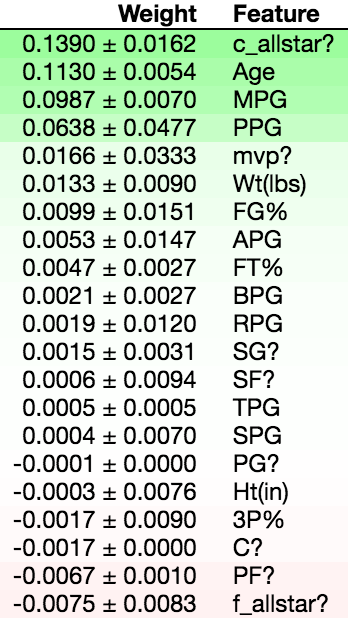 Weight Feature
0.1390 ± 0.0162 c_allstar?
0.1130 ± 0.0054 Age
0.0987 ± 0.0070 MPG
0.0638 ± 0.0477 PPG
0.0166 ± 0.0333 mvp?
0.0133 ± 0.0090 Wt(lbs)
0.0099 ± 0.0151 FG%
0.0053 ± 0.0147 APG
0.0047 ± 0.0027 FT%
0.0021 ± 0.0027 BPG
0.0019 ± 0.0120 RPG
0.0015 ± 0.0031 SG?
0.0006 ± 0.0094 SF?
0.0005 ± 0.0005 TPG
0.0004 ± 0.0070 SPG
-0.0001 ± 0.0000 PG?
-0.0003 ± 0.0076 Ht(in)
-0.0017 ± 0.0090 3P%
-0.0017 ± 0.0000 C?
-0.0067 ± 0.0010 PF?
-0.0075 ± 0.0083 f_allstar?